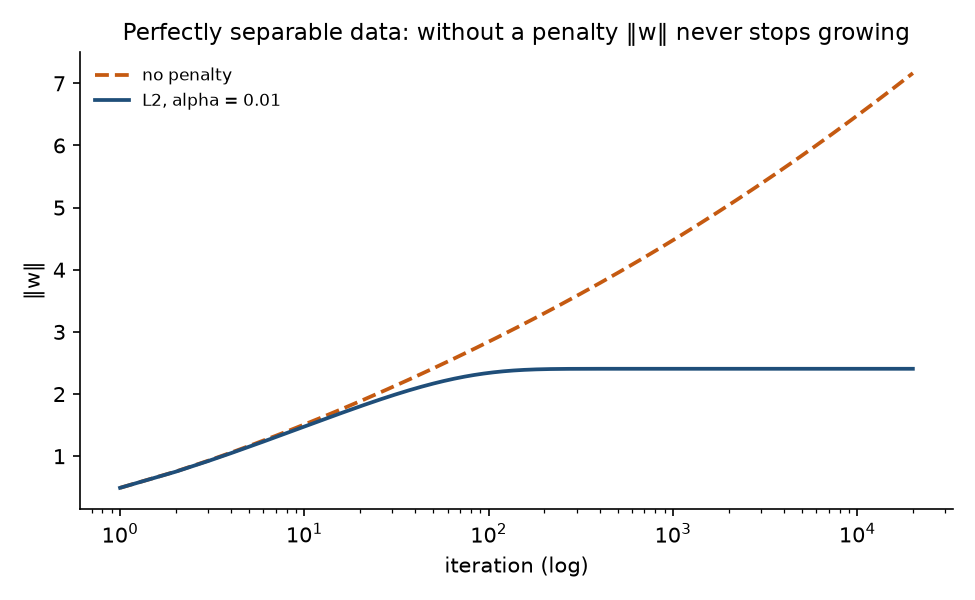 Perfectly separable data: without a penalty ‖w‖ never stops growing
no penalty
L2, alpha = 0.01
7
6
5
4
3
2
1
‖w‖
10⁰ 10¹ 10² 10³ 10⁴
iteration (log)